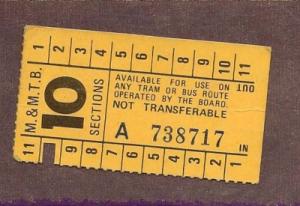 1 2 3 4 5 6 7 8 9 10 11
M.&M.T.B.
10
SECTIONS
AVAILABLE FOR USE ON
ANY TRAM OR BUS ROUTE
OPERATED BY THE BOARD.
NOT TRANSFERABLE
A 738717
OUT
IN
11 10 9 8 7 6 5 4 3 2 1